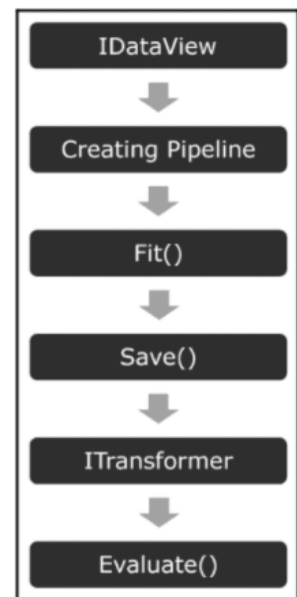 IDataView
Creating Pipeline
Fit()
Save()
ITransformer
Evaluate()